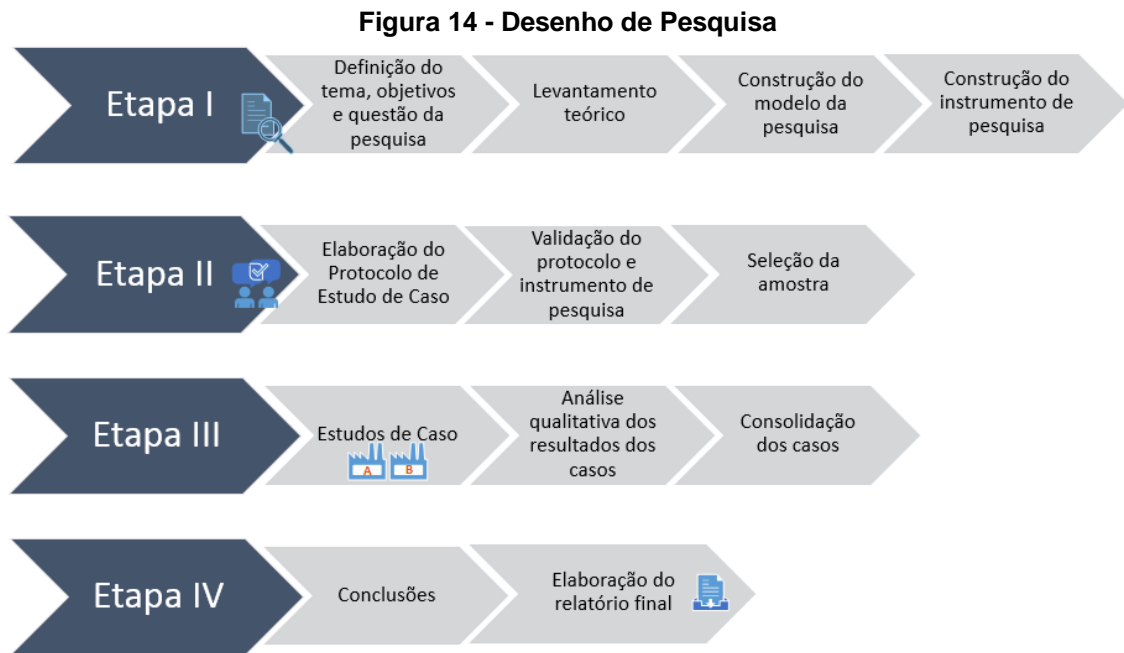 Figura 14 - Desenho de Pesquisa
Etapa I
Definição do
tema, objetivos
e questão da
pesquisa
Levantamento
teórico
Construção do
modelo da
pesquisa
Construção do
instrumento de
pesquisa
Etapa II
Elaboração do
Protocolo de
Estudo de Caso
Validação do
protocolo e
instrumento de
pesquisa
Seleção da
amostra
Etapa III
Estudos de Caso
A
B
Análise
qualitativa dos
resultados dos
casos
Consolidação
dos casos
Etapa IV
Conclusões
Elaboração do
relatório final